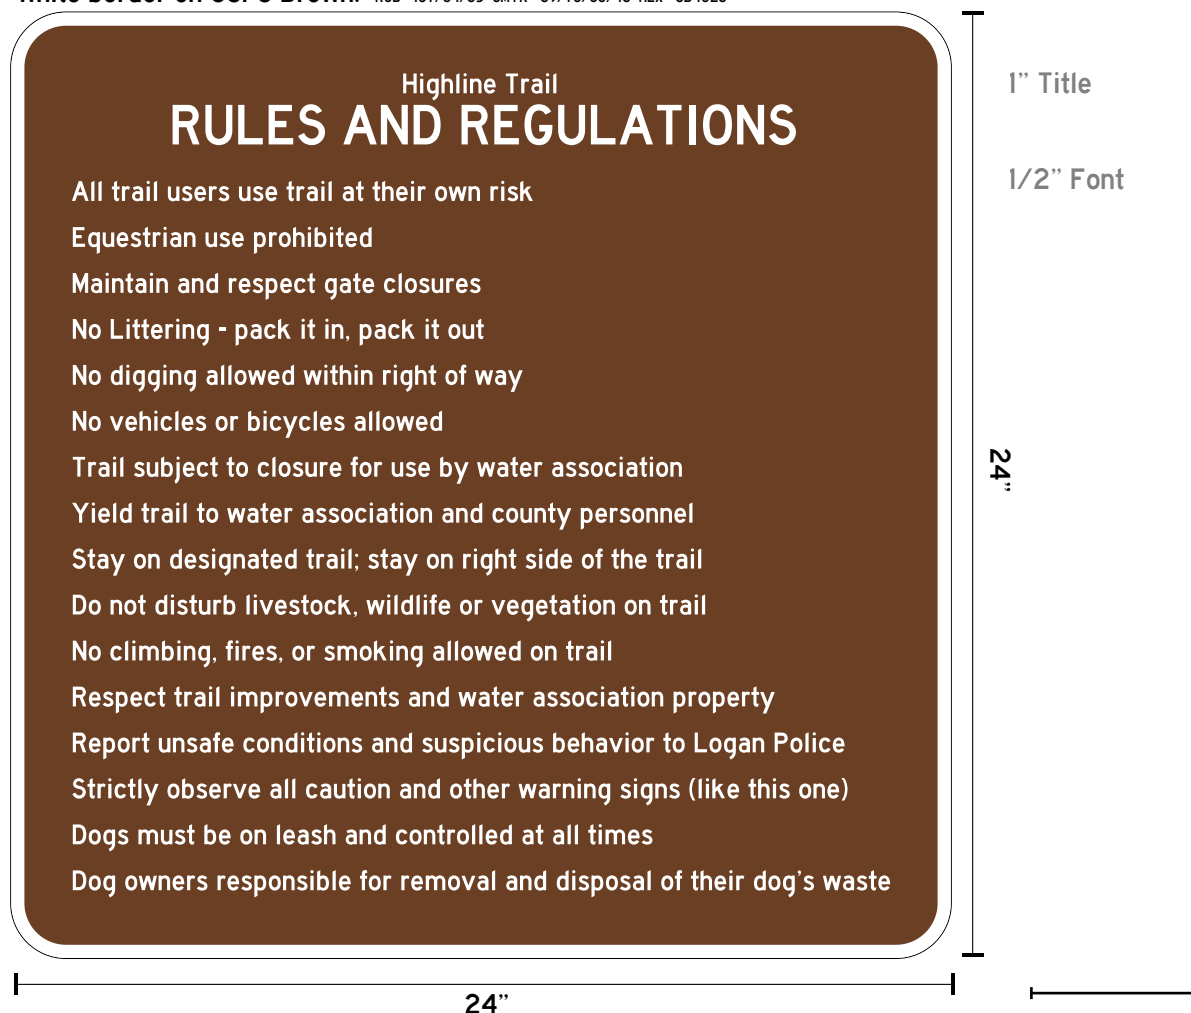 Highline Trail
RULES AND REGULATIONS
1” Title
1/2” Font
All trail users use trail at their own risk
Equestrian use prohibited
Maintain and respect gate closures
No Littering - pack it in, pack it out
No digging allowed within right of way
No vehicles or bicycles allowed
Trail subject to closure for use by water association
Yield trail to water association and county personnel
Stay on designated trail; stay on right side of the trail
Do not disturb livestock, wildlife or vegetation on trail
No climbing, fires, or smoking allowed on trail
Respect trail improvements and water association property
Report unsafe conditions and suspicious behavior to Logan Police
Strictly observe all caution and other warning signs (like this one)
Dogs must be on leash and controlled at all times
Dog owners responsible for removal and disposal of their dog’s waste
24”
24”